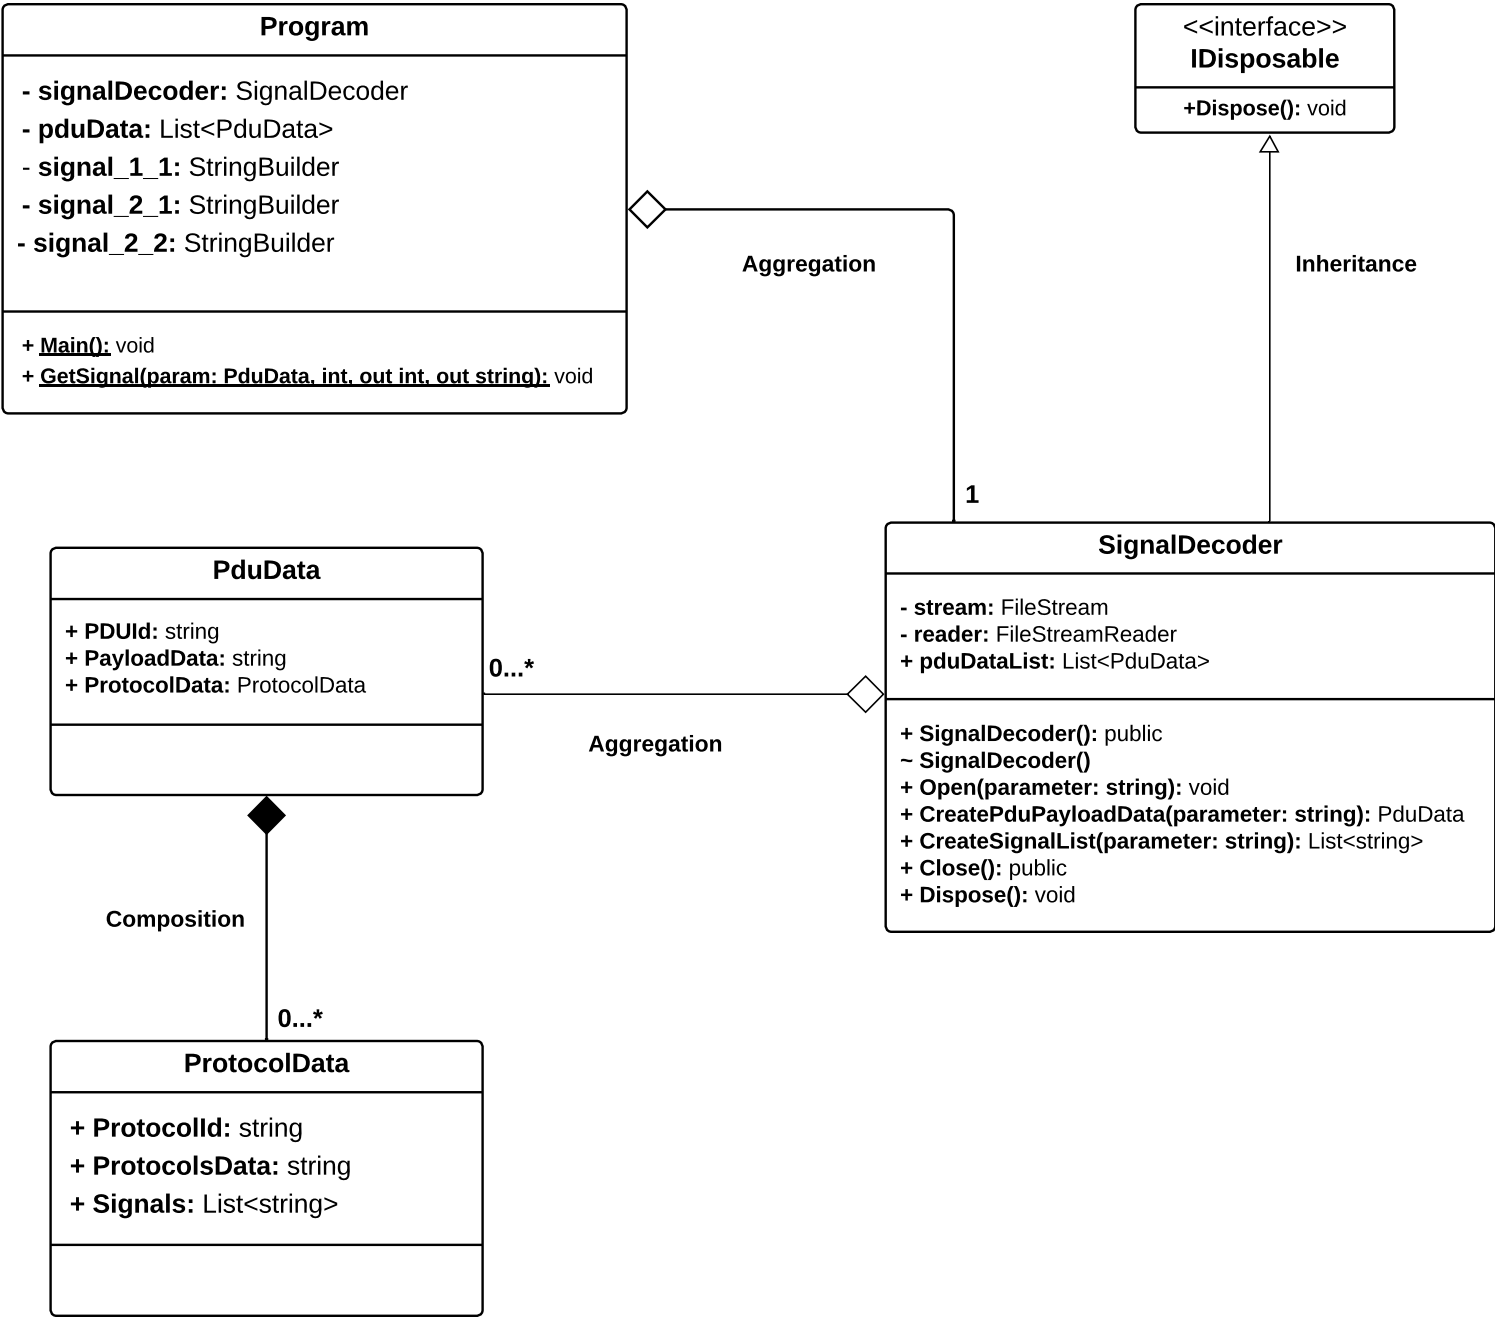 Program
- signalDecoder: SignalDecoder
- pduData: List<PduData>
- signal_1_1: StringBuilder
- signal_2_1: StringBuilder
- signal_2_2: StringBuilder
+ Main(): void
+ GetSignal(param: PduData, int, out int, out string): void
<<interface>>
IDisposable
+Dispose(): void
Aggregation
Inheritance
1
SignalDecoder
- stream: FileStream
- reader: FileStreamReader
+ pduDataList: List<PduData>
+ SignalDecoder(): public
~ SignalDecoder()
+ Open(parameter: string): void
+ CreatePduPayloadData(parameter: string): PduData
+ CreateSignalList(parameter: string): List<string>
+ Close(): public
+ Dispose(): void
PduData
+ PDUId: string
+ PayloadData: string
+ ProtocolData: ProtocolData
0...*
Aggregation
Composition
0...*
ProtocolData
+ ProtocolId: string
+ ProtocolsData: string
+ Signals: List<string>